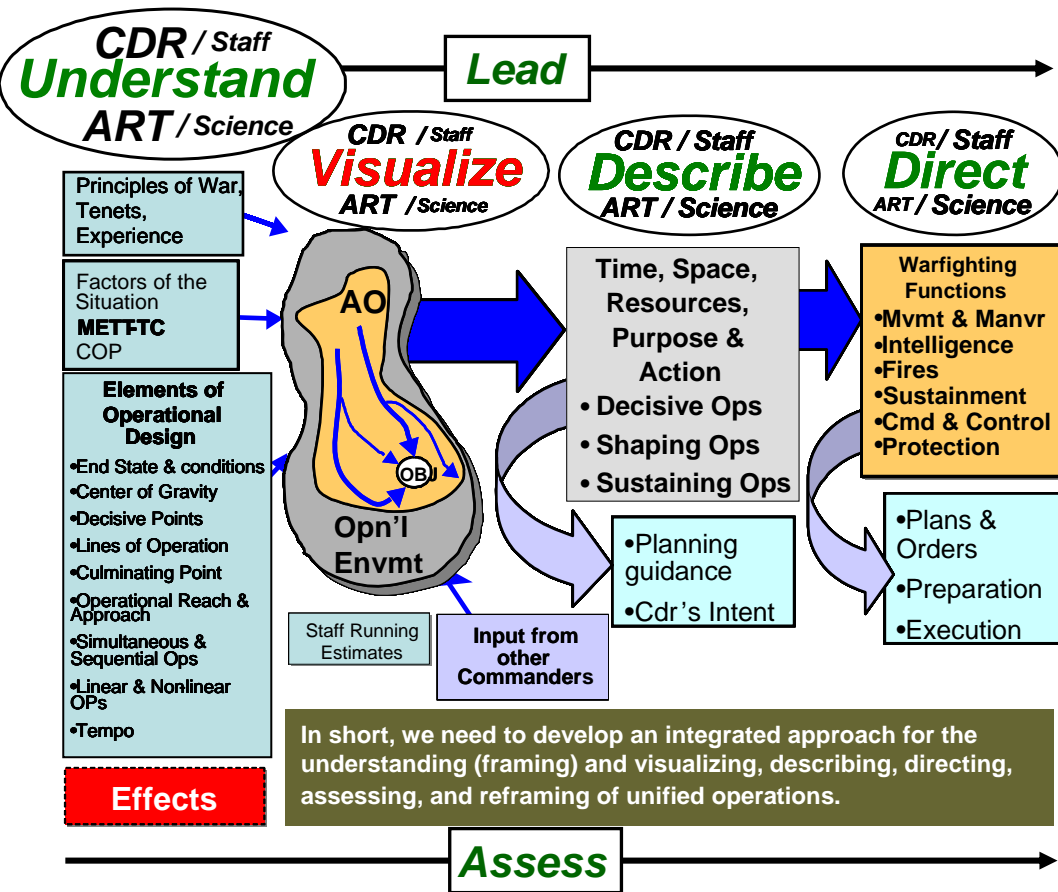 CDR / Staff
Understand
ART / Science
Lead
CDR / Staff
Visualize
ART / Science
CDR / Staff
Describe
ART / Science
CDR / Staff
Direct
ART / Science
Principles of War,
Tenets,
Experience
Factors of the
Situation
METT-TC
COP
Elements of
Operational
Design
•End State & conditions
•Center of Gravity
•Decisive Points
•Lines of Operation
•Culminating Point
•Operational Reach &
Approach
•Simultaneous &
Sequential Ops
•Linear & Nonlinear
OPs
•Tempo
Effects
AO
OBJ
Opn'l
Envmt
Staff Running
Estimates
Input from
other
Commanders
Time, Space,
Resources,
Purpose &
Action
• Decisive Ops
• Shaping Ops
• Sustaining Ops
•Planning
guidance
•Cdr's Intent
Warfighting
Functions
•Mvmt & Manvr
•Intelligence
•Fires
•Sustainment
•Cmd & Control
•Protection
•Plans &
Orders
•Preparation
•Execution
In short, we need to develop an integrated approach for the
understanding (framing) and visualizing, describing, directing,
assessing, and reframing of unified operations.
Assess